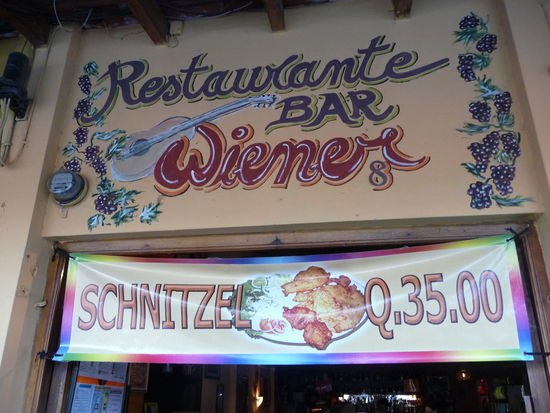 Restaurante
BAR
Wiener
8
SCHNITZEL Q.35.00